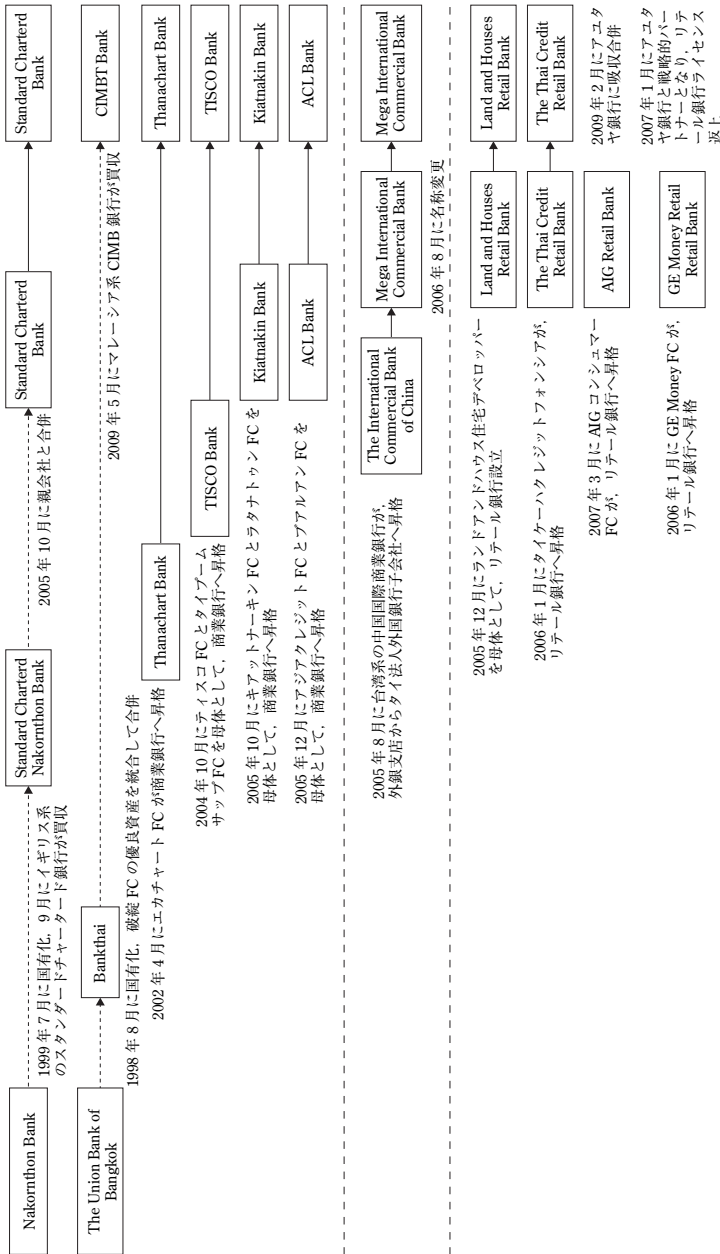 Nakornthon Bank
1999年7月に国有化，9月にイギリス系
のスタンダードチャータード銀行が買収
Standard Charterd
Nakornthon Bank
2005年10月に親会社と合併
Standard Charterd
Bank
Standard Charterd
Bank
The Union Bank of
Bangkok
1998年8月に国有化，破綻FCの優良資産を統合して合併
Bankthai
2009年5月にマレーシア系CIMB銀行が買収
CIMBT Bank
2002年4月にエカチャートFCが商業銀行へ昇格
Thanachart Bank
Thanachart Bank
2004年10月にティスコFCとタイプーム
サップFCを母体として，商業銀行へ昇格
TISCO Bank
TISCO Bank
2005年10月にキアットナーキンFCとラタナトゥンFCを
母体として，商業銀行へ昇格
Kiatnakin Bank
Kiatnakin Bank
2005年12月にアジアクレジットFCとブアルアンFCを
母体として，商業銀行へ昇格
ACL Bank
ACL Bank
2005年8月に台湾系の中国国際商業銀行が，
外銀支店からタイ法人外国銀行子会社へ昇格
The International
Commercial Bank
of China
Mega International
Commercial Bank
2006年8月に名称変更
Mega International
Commercial Bank
2005年12月にランドアンドハウス住宅デベロッパー
を母体として，リテール銀行設立
Land and Houses
Retail Bank
Land and Houses
Retail Bank
2006年1月にタイケーハクレジットフォンシアが，
リテール銀行へ昇格
The Thai Credit
Retail Bank
The Thai Credit
Retail Bank
2007年3月にAIGコンシュマー
FCが，リテール銀行へ昇格
AIG Retail Bank
2009年2月にアユタ
ヤ銀行に吸収合併
2006年1月にGE Money FCが，
リテール銀行へ昇格
GE Money Retail
Retail Bank
2007年1月にアユタ
ヤ銀行と戦略的パー
トナーとなり，リテ
ール銀行ライセンス
返上